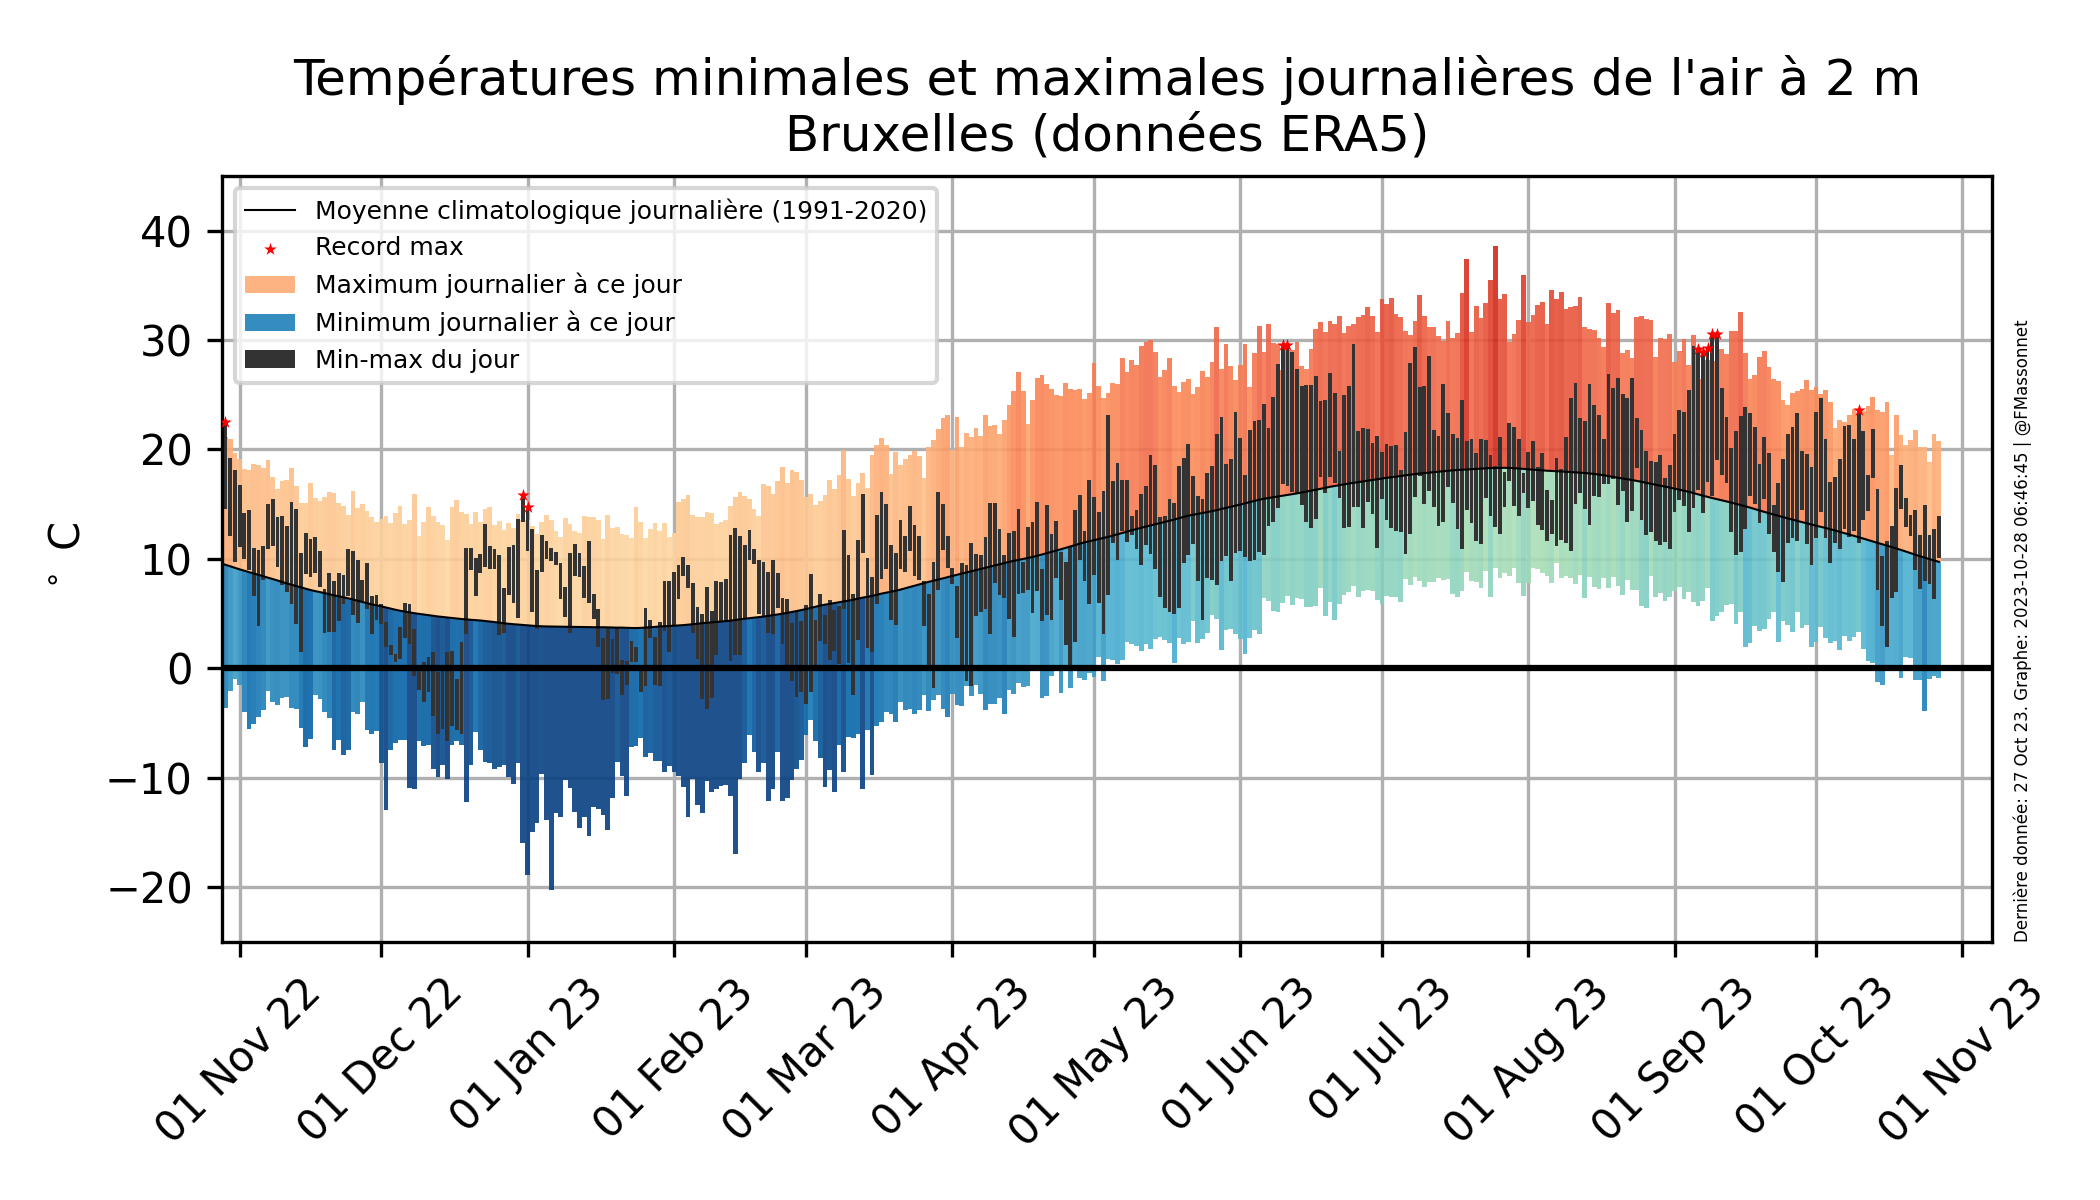 Températures minimales et maximales journalières de l'air à 2 m
Bruxelles (données ERA5)
Moyenne climatologique journalière (1991-2020)
Record max
Maximum journalier à ce jour
Minimum journalier à ce jour
Min-max du jour
° C
40
30
20
10
0
−10
−20
01 Nov 22
01 Dec 22
01 Jan 23
01 Feb 23
01 Mar 23
01 Apr 23
01 May 23
01 Jun 23
01 Jul 23
01 Aug 23
01 Sep 23
01 Oct 23
01 Nov 23
Dernière donnée: 27 Oct 23. Graphe: 2023-10-28 06:46:45 | @FMassonnet